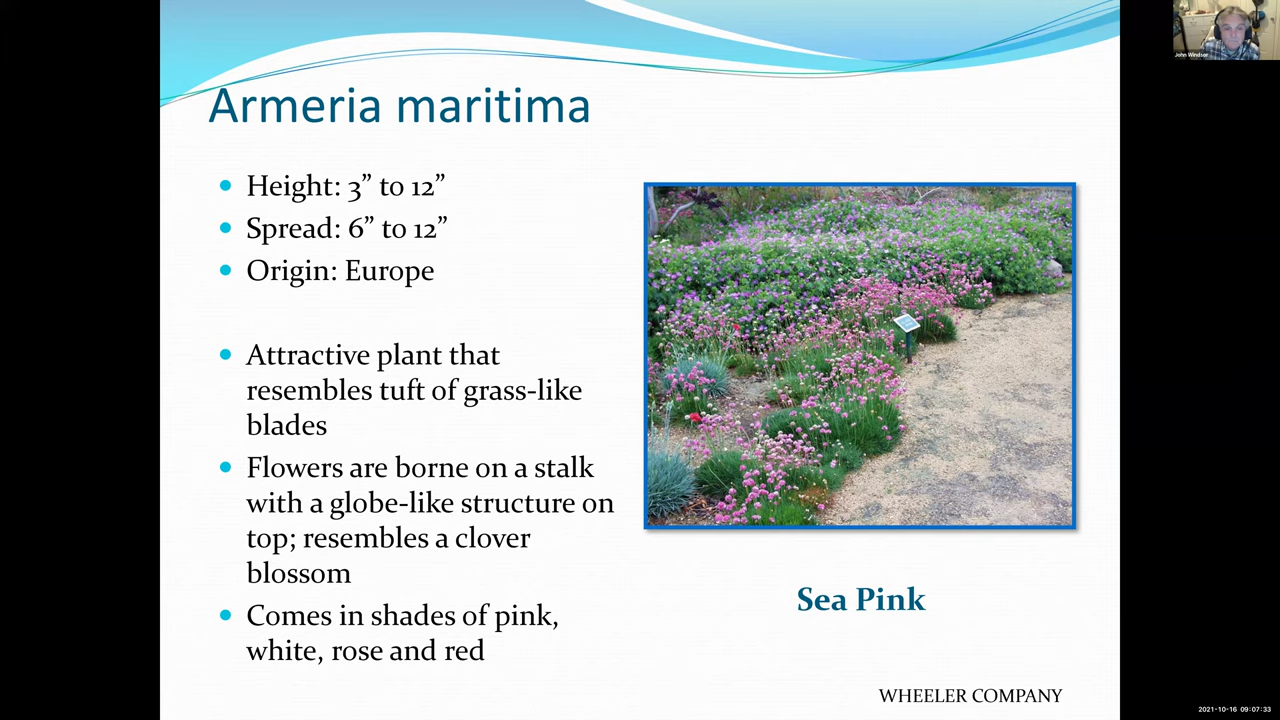 John Windsor
Armeria maritima
Height: 3” to 12”
Spread: 6” to 12”
Origin: Europe
Attractive plant that
resembles tuft of grass-like
blades
Flowers are borne on a stalk
with a globe-like structure on
top; resembles a clover
blossom
Comes in shades of pink,
white, rose and red
Sea Pink
WHEELER COMPANY
2021-10-16 09:07:33